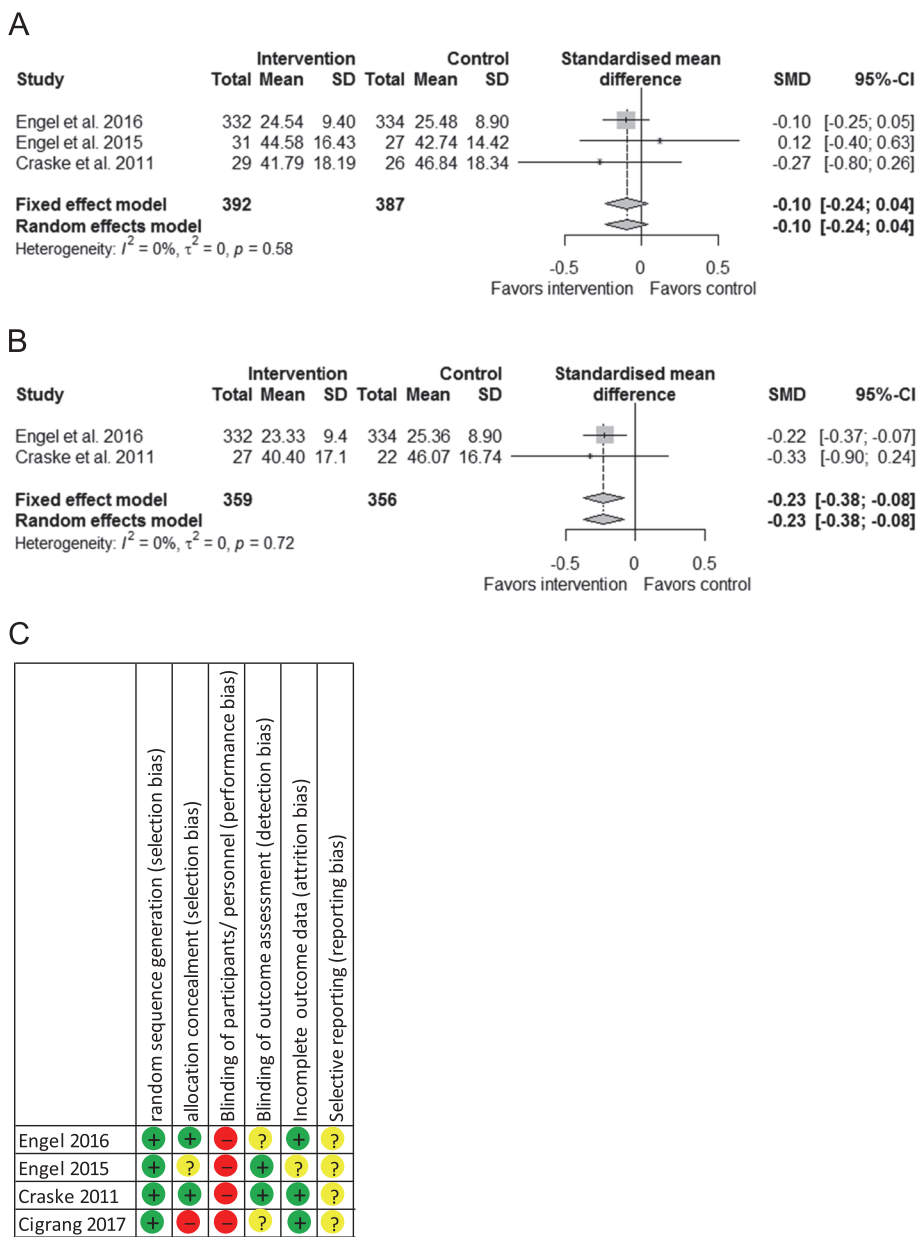 A
Intervention Control Standardised mean
Study Total Mean SD Total Mean SD difference SMD 95%-CI
Engel et al. 2016 332 24.54 9.40 334 25.48 8.90 -0.10 [-0.25; 0.05]
Engel et al. 2015 31 44.58 16.43 27 42.74 14.42 0.12 [-0.40; 0.63]
Craske et al. 2011 29 41.79 18.19 26 46.84 18.34 -0.27 [-0.80; 0.26]
Fixed effect model 392 387 -0.10 [-0.24; 0.04]
Random effects model -0.10 [-0.24; 0.04]
Heterogeneity: I² = 0%, τ² = 0, p = 0.58
-0.5 0 0.5
Favors intervention Favors control
B
Intervention Control Standardised mean
Study Total Mean SD Total Mean SD difference SMD 95%-CI
Engel et al. 2016 332 23.33 9.4 334 25.36 8.90 -0.22 [-0.37; -0.07]
Craske et al. 2011 27 40.40 17.1 22 46.07 16.74 -0.33 [-0.90; 0.24]
Fixed effect model 359 356 -0.23 [-0.38; -0.08]
Random effects model -0.23 [-0.38; -0.08]
Heterogeneity: I² = 0%, τ² = 0, p = 0.72
-0.5 0 0.5
Favors intervention Favors control
C
random sequence generation (selection bias)
allocation concealment (selection bias)
Blinding of participants/ personnel (performance bias)
Blinding of outcome assessment (detection bias)
Incomplete outcome data (attrition bias)
Selective reporting (reporting bias)
Engel 2016 + + − ? + ?
Engel 2015 + ? − + ? ?
Craske 2011 + + − + + ?
Cigrang 2017 + − − ? + ?